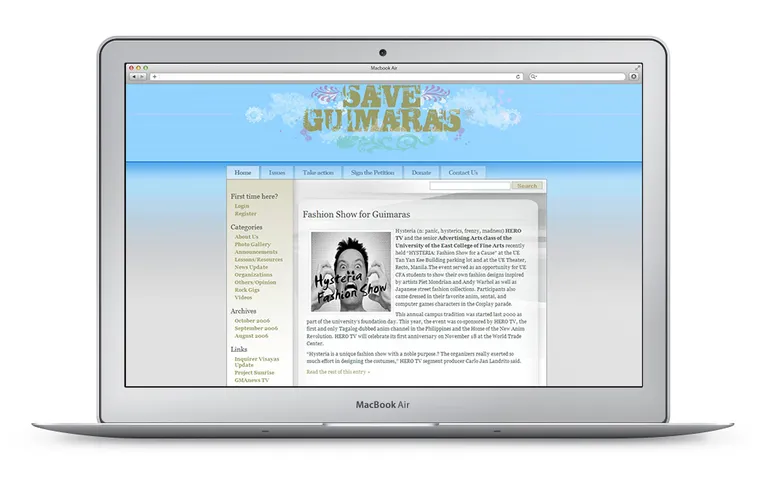 Macbook Air
SAVE
GUIMARAS
Home
Issues
Take action
Sign the Petition
Donate
Contact Us
Search
First time here?
Login
Register
Categories
About Us
Photo Gallery
Announcements
Lessons/Resources
News Update
Organizations
Others/Opinion
Rock Gigs
Videos
Archives
October 2006
September 2006
August 2006
Links
Inquirer Visayas
Update
Project Sunrise
GMAnews TV
Fashion Show for Guimaras
Hysteria
Fashion Show
Hysteria (n: panic, hysterics, frenzy, madness) HERO
TV and the senior Advertising Arts class of the
University of the East College of Fine Arts recently
held "HYSTERIA: Fashion Show for a Cause" at the UE
Tan Yan Kee Building parking lot and at the UE Theater,
Recto, Manila.The event served as an opportunity for UE
CFA students to show their own fashion designs inspired
by artists Piet Mondrian and Andy Warhol as well as
Japanese street fashion collections. Participants also
came dressed in their favorite anim, sentai, and
computer games characters in the Cosplay parade.
This annual campus tradition was started last 2000 as
part of the university's foundation day. This year, the event was co-sponsored by HERO TV, the
first and only Tagalog-dubbed anim channel in the Philippines and the House of the New Anim
Revolution. HERO TV will celebrate its first anniversary on November 18 at the World Trade
Center.
"Hysteria is a unique fashion show with a noble purpose.? The organizers really exerted so
much effort in designing the costumes," HERO TV segment producer Carlo Jan Landrito said.
Read the rest of this entry »
MacBook Air